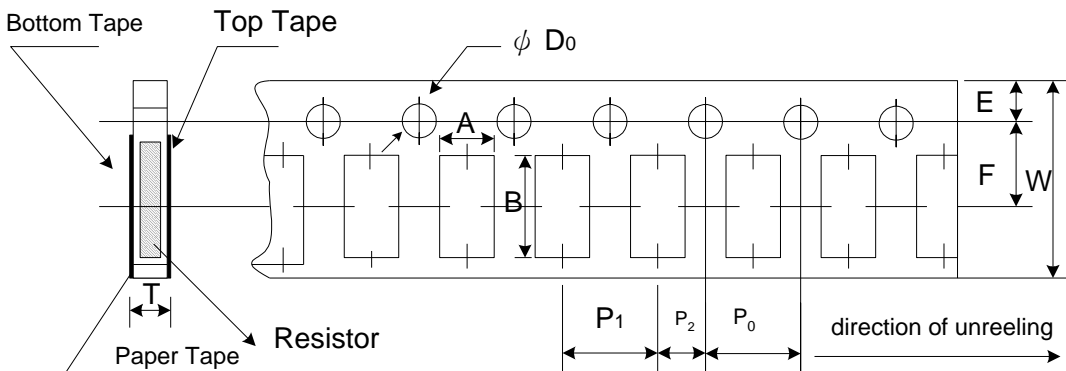 Bottom Tape
Top Tape
ψ D0
E
A
F
W
B
T
P1
P2
P0
Resistor
direction of unreeling
Paper Tape